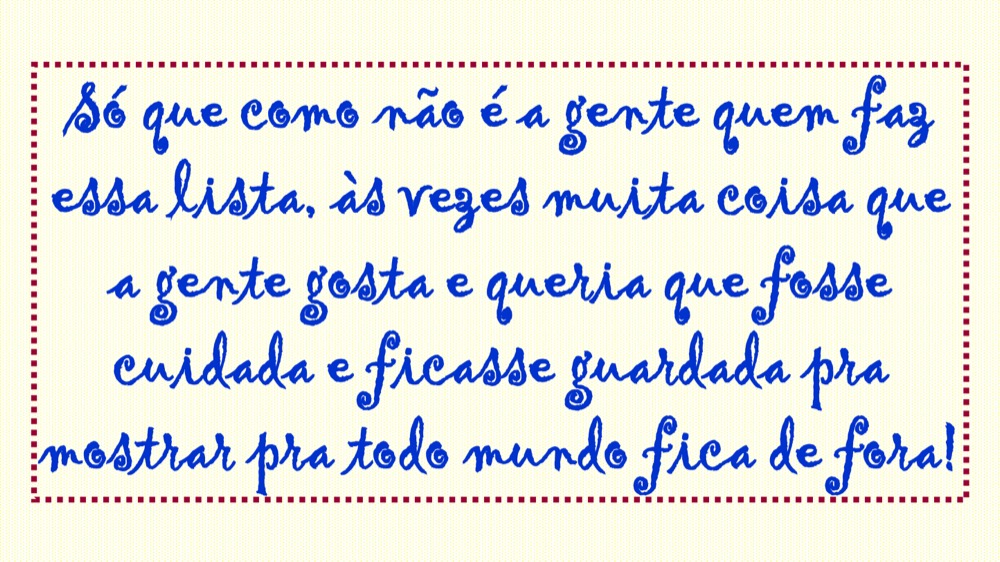 Só que como não é a gente quem faz
essa lista, às vezes muita coisa que
a gente gosta e queria que fosse
cuidada e ficasse guardada pra
mostrar pra todo mundo fica de fora!